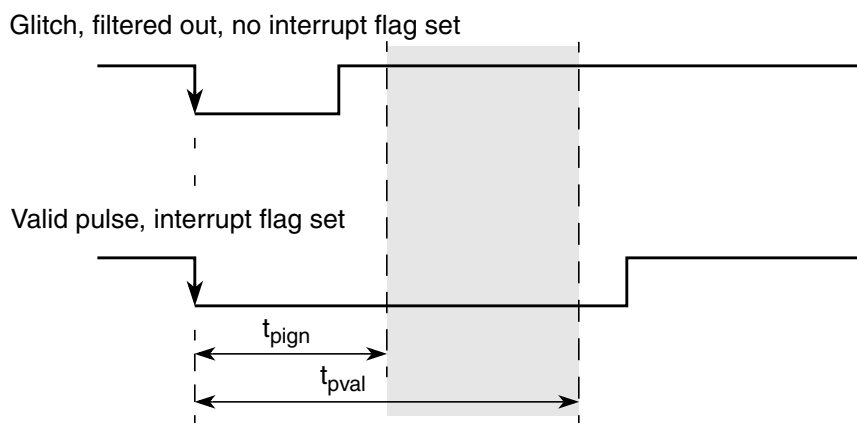 Glitch, filtered out, no interrupt flag set
Valid pulse, interrupt flag set
tpign
tpval